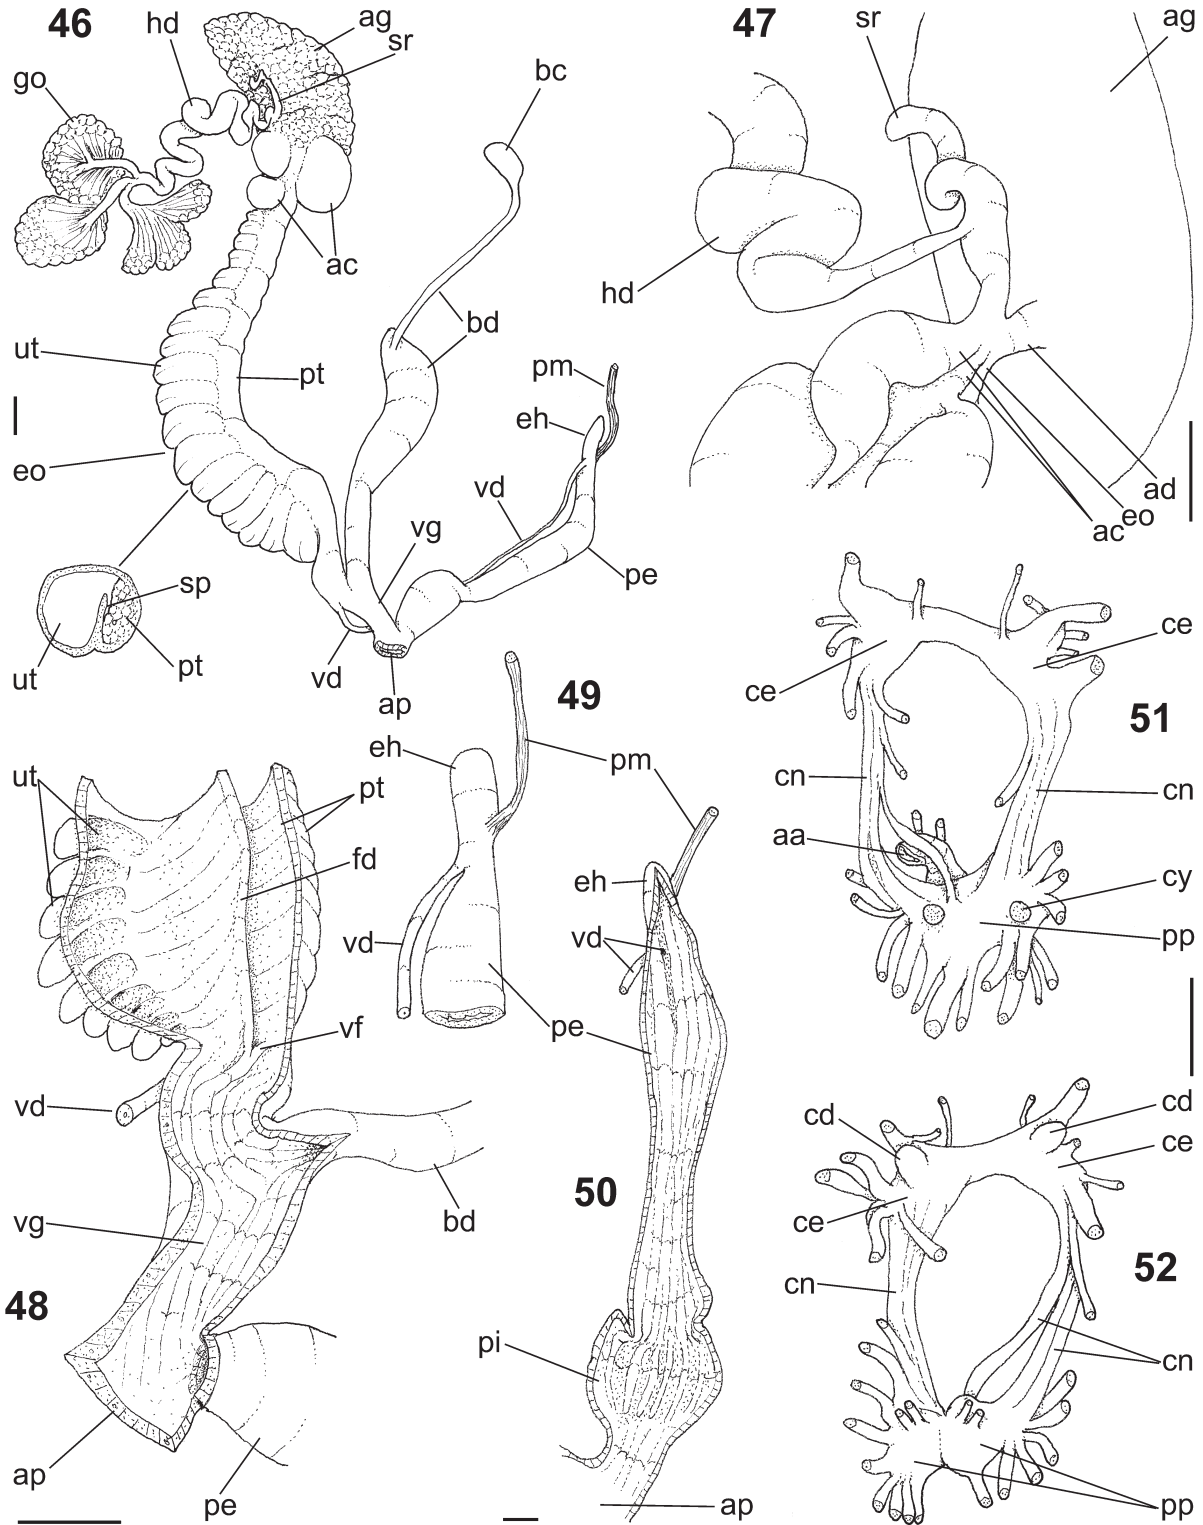 46
hd
ag
sr
go
bc
ac
bd
ut
pt
pm
eh
eo
vd
vg
pe
sp
ut
pt
vd
ap
47
sr
ag
hd
ad
eo
ac
48
ut
pt
fd
vf
vd
vg
bd
ap
pe
49
eh
pm
vd
pe
50
eh
vd
pi
ap
51
ce
ce
cn
cn
aa
cy
pp
52
cd
cd
ce
ce
cn
cn
pp